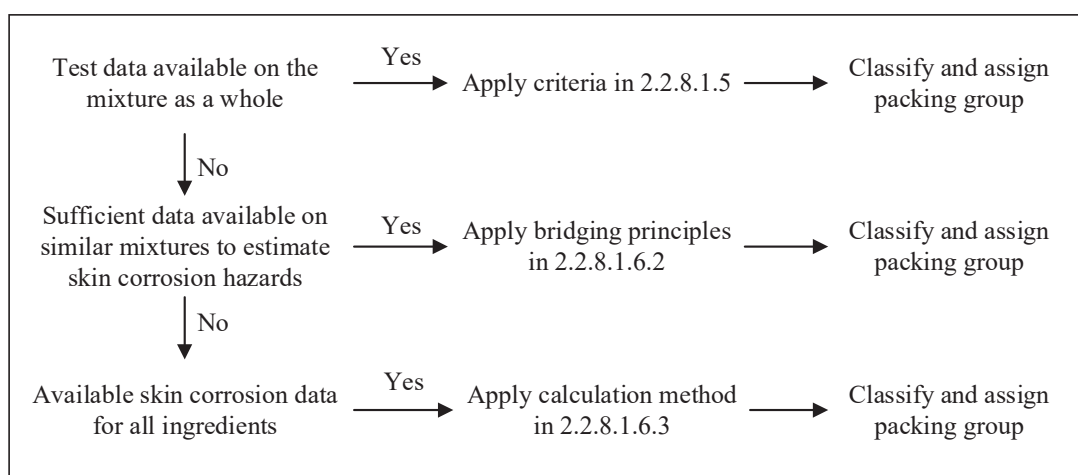 Test data available on the
mixture as a whole
Yes
Apply criteria in 2.2.8.1.5
Classify and assign
packing group
No
Sufficient data available on
similar mixtures to estimate
skin corrosion hazards
Yes
Apply bridging principles
in 2.2.8.1.6.2
Classify and assign
packing group
No
Available skin corrosion data
for all ingredients
Yes
Apply calculation method
in 2.2.8.1.6.3
Classify and assign
packing group